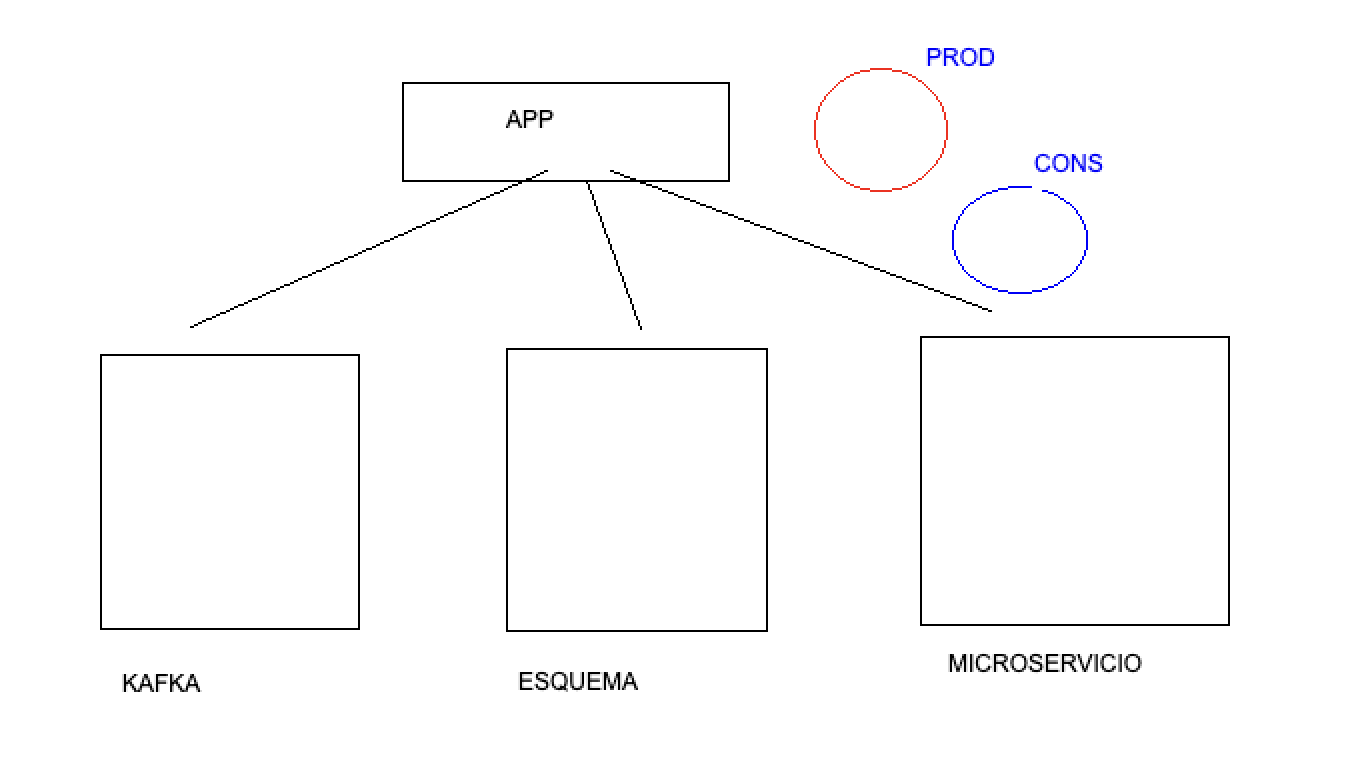 PROD
APP
CONS
KAFKA
ESQUEMA
MICROSERVICIO